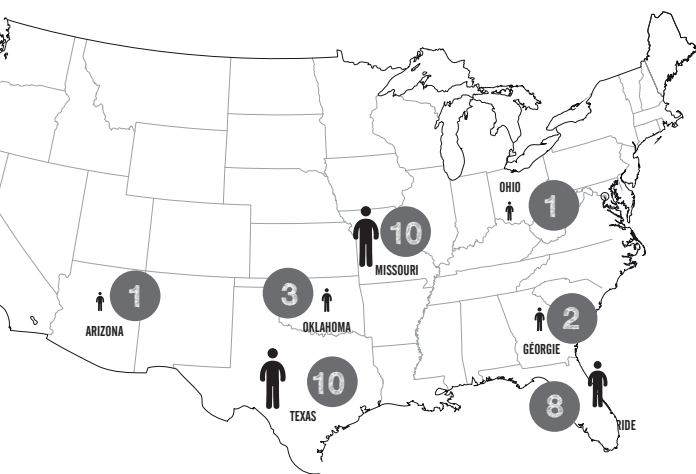 OHIO
1
10
MISSOURI
1
ARIZONA
3
OKLAHOMA
2
GÉORGIE
10
TEXAS
8
RIDE